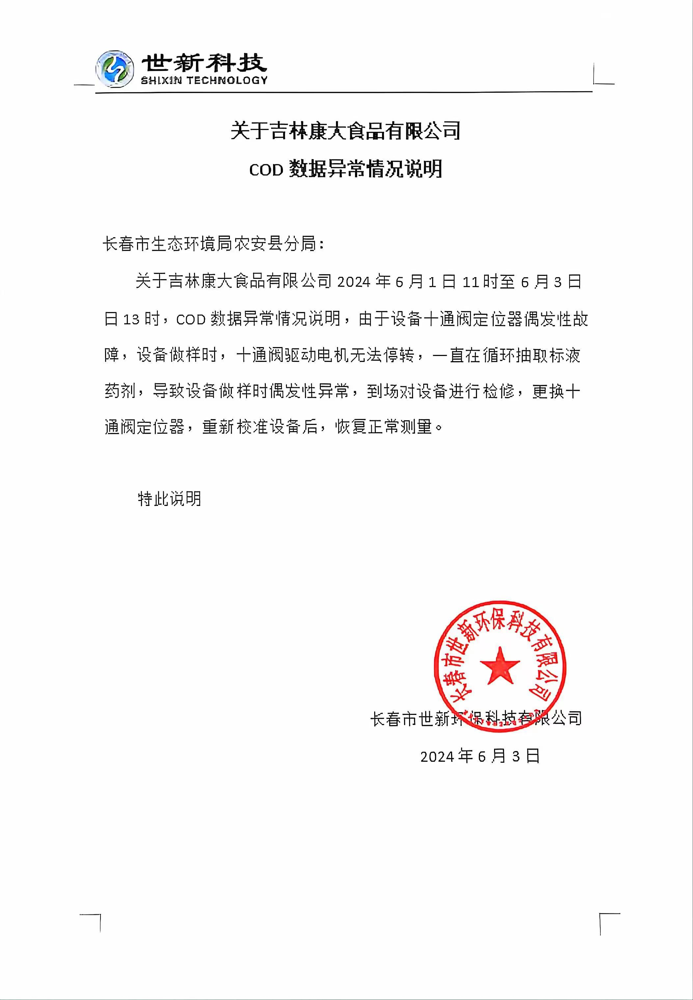 世新科技
SHIXIN TECHNOLOGY
关于吉林康大食品有限公司
COD 数据异常情况说明
长春市生态环境局农安县分局：
关于吉林康大食品有限公司 2024 年 6 月 1 日 11 时至 6 月 3 日
日 13 时，COD 数据异常情况说明，由于设备十通阀定位器偶发性故
障，设备做样时，十通阀驱动电机无法停转，一直在循环抽取标液
药剂，导致设备做样时偶发性异常，到场对设备进行检修，更换十
通阀定位器，重新校准设备后，恢复正常测量。
特此说明
长春市世新环保科技有限公司
长春市世新环保科技有限公司
2024 年 6 月 3 日